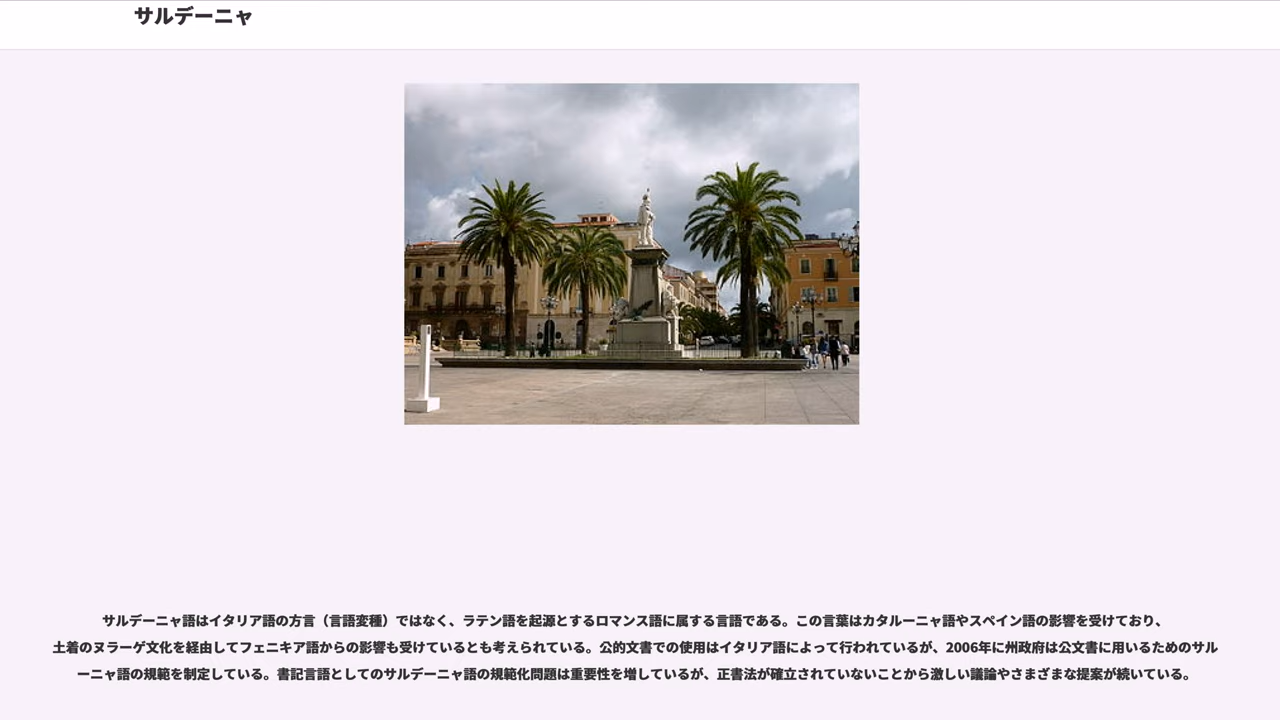 サルデーニャ
サルデーニャ語はイタリア語の方言（言語変種）ではなく、ラテン語を起源とするロマンス語に属する言語である。この言葉はカタルーニャ語やスペイン語の影響を受けており、
土着のヌラーゲ文化を経由してフェニキア語からの影響も受けているとも考えられている。公的文書での使用はイタリア語によって行われているが、2006年に州政府は公文書に用いるためのサル
ーニャ語の規範を制定している。書記言語としてのサルデーニャ語の規範化問題は重要性を増しているが、正書法が確立されていないことから激しい議論やさまざまな提案が続いている。